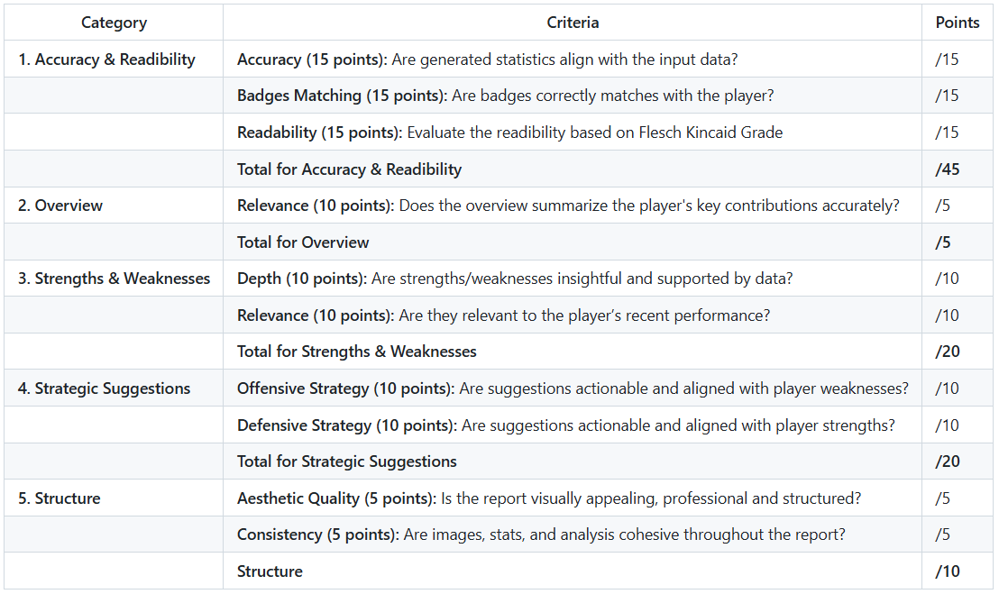 Category Criteria Points
1. Accuracy & Readibility Accuracy (15 points): Are generated statistics align with the input data? /15
Badges Matching (15 points): Are badges correctly matches with the player? /15
Readability (15 points): Evaluate the readibility based on Flesch Kincaid Grade /15
Total for Accuracy & Readibility /45
2. Overview Relevance (10 points): Does the overview summarize the player's key contributions accurately? /5
Total for Overview /5
3. Strengths & Weaknesses Depth (10 points): Are strengths/weaknesses insightful and supported by data? /10
Relevance (10 points): Are they relevant to the player’s recent performance? /10
Total for Strengths & Weaknesses /20
4. Strategic Suggestions Offensive Strategy (10 points): Are suggestions actionable and aligned with player weaknesses? /10
Defensive Strategy (10 points): Are suggestions actionable and aligned with player strengths? /10
Total for Strategic Suggestions /20
5. Structure Aesthetic Quality (5 points): Is the report visually appealing, professional and structured? /5
Consistency (5 points): Are images, stats, and analysis cohesive throughout the report? /5
Structure /10